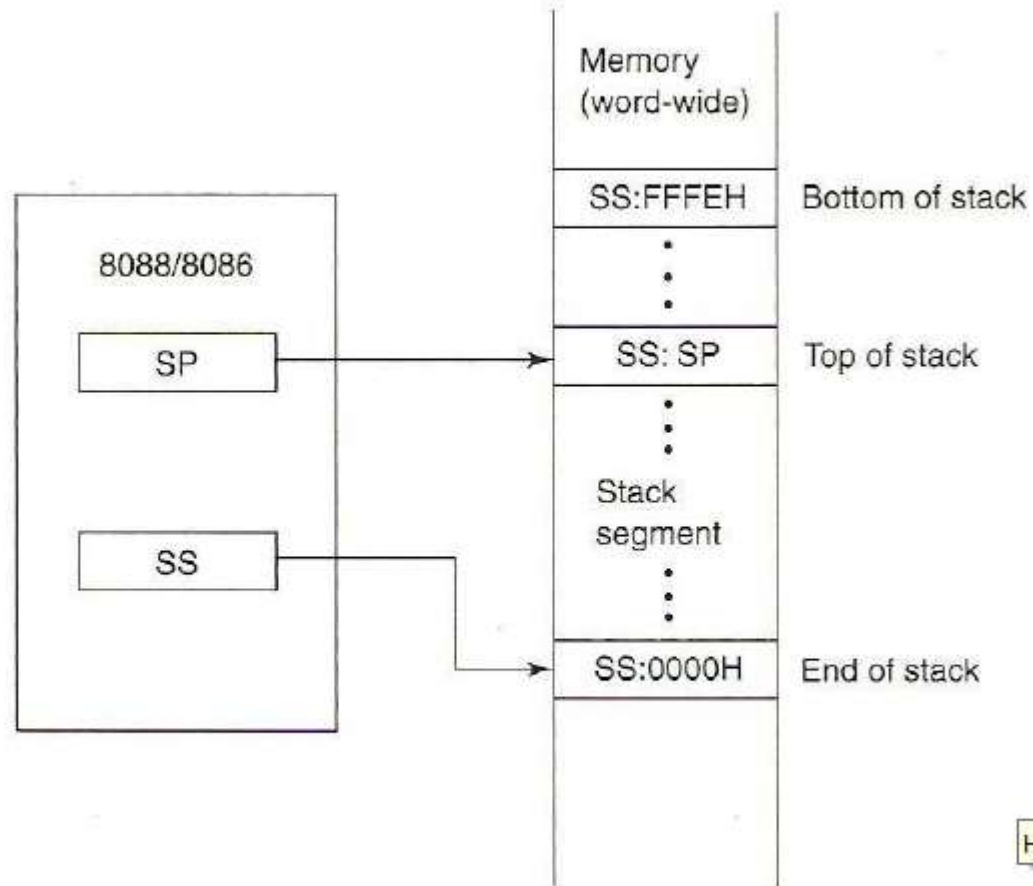 Memory
(word-wide)
SS:FFFEH
Bottom of stack
8088/8086
SP
SS: SP
Top of stack
Stack
segment
SS
SS:0000H
End of stack
H